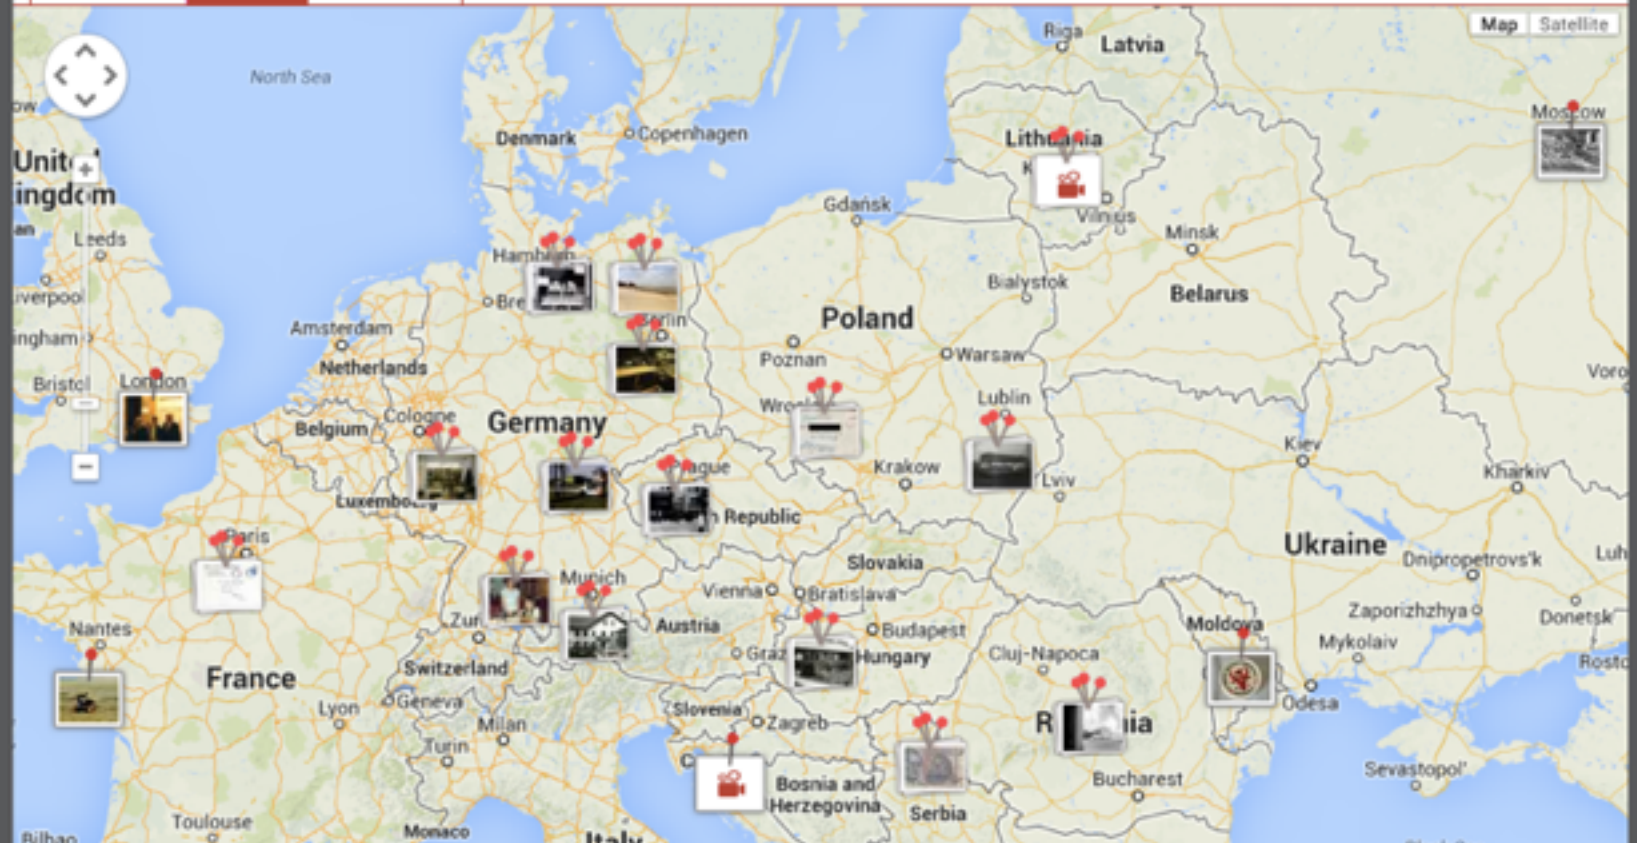 Riga
Latvia
Map
Satellite
North Sea
Moscow
Denmark
Copenhagen
Lithuania
Leeds
Gdańsk
Vilnius
Minsk
Bialystok
Belarus
Amsterdam
Poland
Netherlands
Poznan
Warsaw
Bristol
London
Cologne
Germany
Belgium
Lublin
Kiev
Prague
Krakow
Lviv
Kharkiv
Luxembourg
Republic
Paris
Ukraine
Slovakia
Dnipropetrovs'k
Munich
Vienna
Bratislava
Zaporizhzhya
Donetsk
Nantes
Austria
Budapest
Moldova
Mykolaiv
Switzerland
Graz
Hungary
Cluj-Napoca
France
Geneva
Lyon
Slovenia
Zagreb
Odesa
Milan
Turin
Bosnia and
Herzegovina
Bucharest
Sevastopol'
Serbia
Toulouse
Monaco
Bilbao
Italy